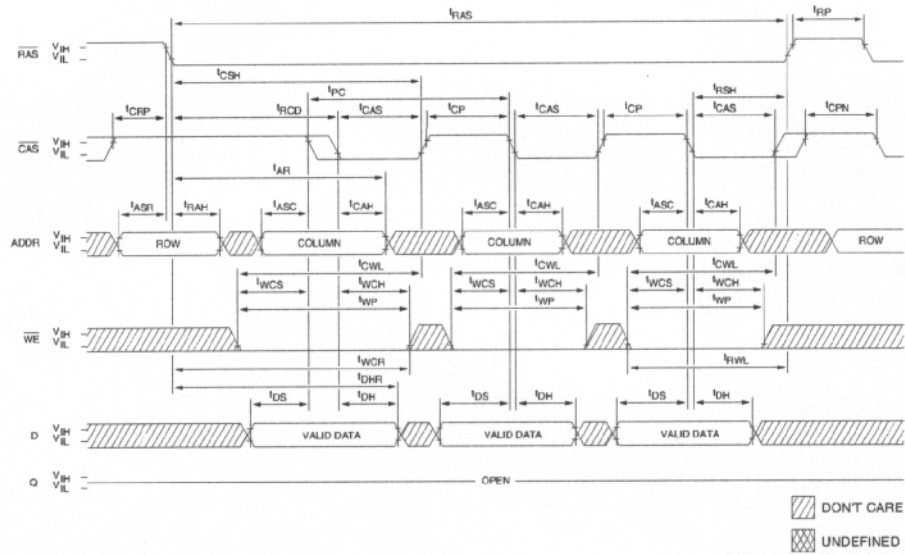 tRAS
tRP
RAS VIH
VIL
tCSH
tPC
tRSH
tCRP
tRCD
tCAS
tCP
tCAS
tCP
tCAS
tCPN
CAS VIH
VIL
tAR
tASR
tRAH
tASC
tCAH
tASC
tCAH
tASC
tCAH
ADDR VIH
VIL
ROW
COLUMN
COLUMN
COLUMN
ROW
tCWL
tCWL
tCWL
tWCS
tWCH
tWCS
tWCH
tWCS
tWCH
tWP
tWP
tWP
WE VIH
VIL
tWCR
tRWL
tDHR
tDS
tDH
tDS
tDH
tDS
tDH
D VIH
VIL
VALID DATA
VALID DATA
VALID DATA
Q VIH
VIL
OPEN
DON'T CARE
UNDEFINED